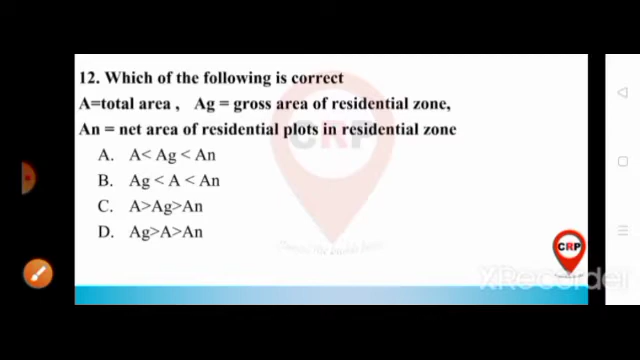 12. Which of the following is correct
A=total area , Ag = gross area of residential zone,
An = net area of residential plots in residential zone
A. A< Ag < An
B. Ag < A < An
C. A>Ag>An
D. Ag>A>An
CRP
CRP
XRecorder